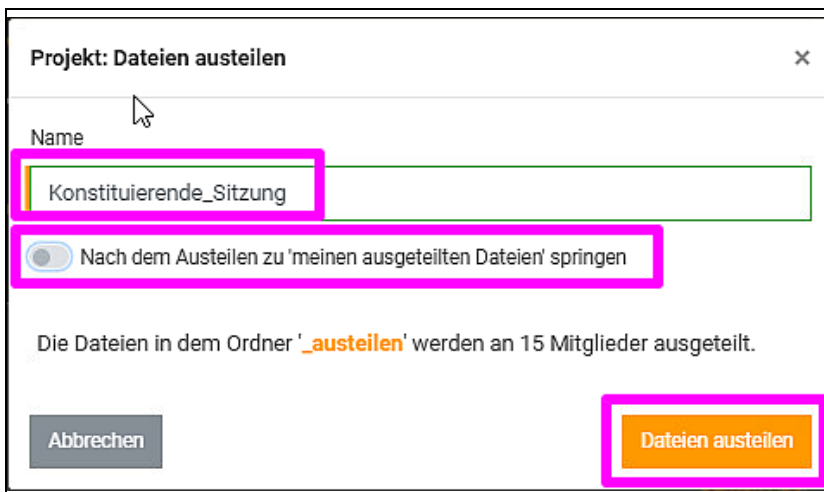 Projekt: Dateien austeilen ×
Name
Konstituierende_Sitzung
Nach dem Austeilen zu 'meinen ausgeteilten Dateien' springen
Die Dateien in dem Ordner '_austeilen' werden an 15 Mitglieder ausgeteilt.
Abbrechen Dateien austeilen